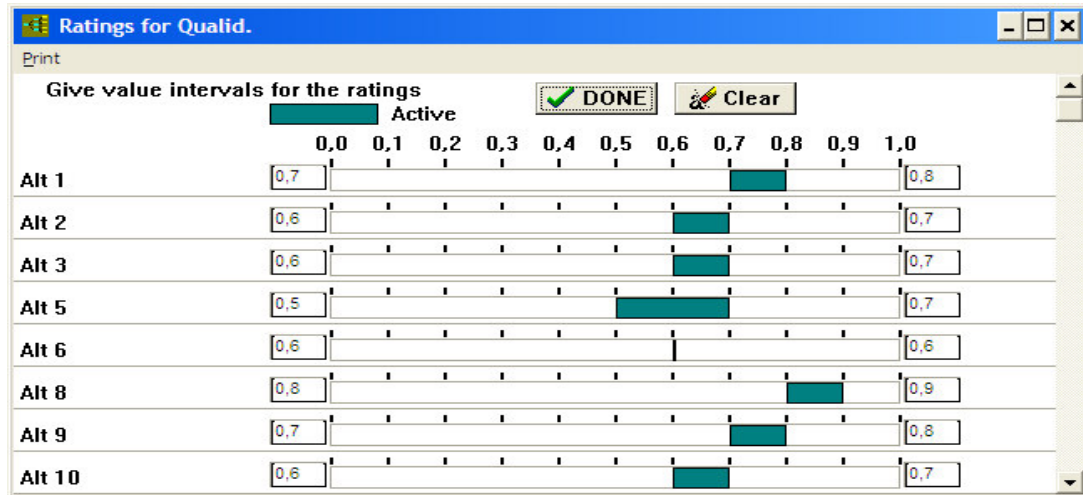 Ratings for Qualid.
Print
Give value intervals for the ratings
DONE
Clear
Active
0,0 0,1 0,2 0,3 0,4 0,5 0,6 0,7 0,8 0,9 1,0
Alt 1 0,7 0,8
Alt 2 0,6 0,7
Alt 3 0,6 0,7
Alt 5 0,5 0,7
Alt 6 0,6 0,6
Alt 8 0,8 0,9
Alt 9 0,7 0,8
Alt 10 0,6 0,7